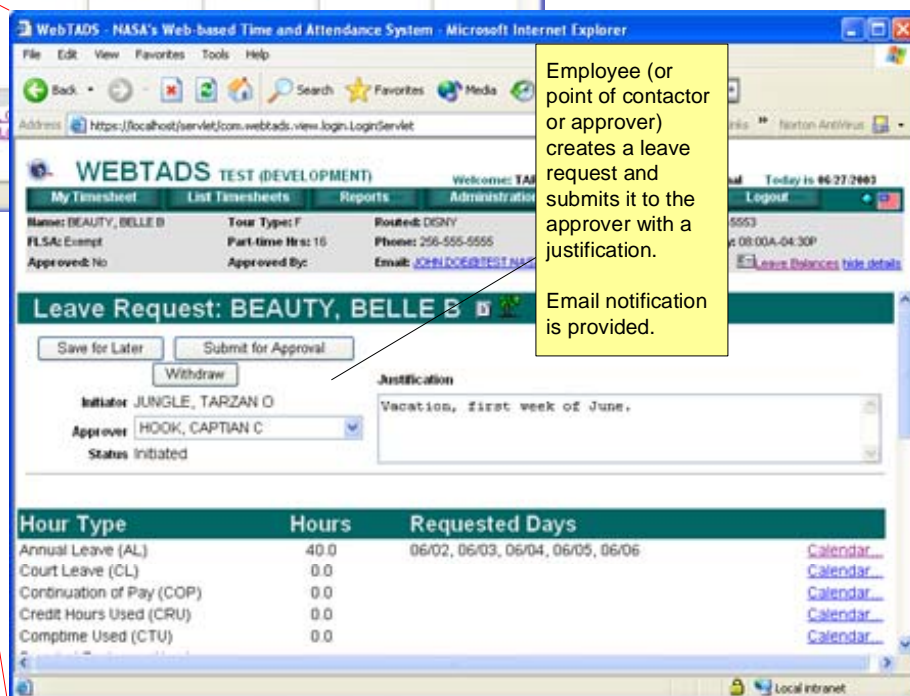 WebTADS - NASA's Web-based Time and Attendance System - Microsoft Internet Explorer
File Edit View Favorites Tools Help
Back Search Favorites Media
Address https://localhost/servlet/com.webtads.view.login.LoginServlet Norton AntiVirus
Employee (or
point of contactor
or approver)
creates a leave
request and
submits it to the
approver with a
justification.
Email notification
is provided.
WEBTADS TEST (DEVELOPMENT) Welcome: Today is 06/27/2003
My Timesheet List Timesheets Reports Logout
Name: BEAUTY, BELLE B Tour Type: F Routed: DISNY
FLSA: Exempt Part-time Hrs: 16 Phone: 256-555-5555 08:00A-04:30P
Approved: No Approved By: Email: Leave Balances hide details
Leave Request: BEAUTY, BELLE B
Save for Later Submit for Approval
Withdraw
Justification
Initiator JUNGLE, TARZAN O
Vacation, first week of June.
Approver HOOK, CAPTIAN C
Status Initiated
Hour Type Hours Requested Days
Annual Leave (AL) 40.0 06/02, 06/03, 06/04, 06/05, 06/06 Calendar...
Court Leave (CL) 0.0 Calendar...
Continuation of Pay (COP) 0.0 Calendar...
Credit Hours Used (CRU) 0.0 Calendar...
Comptime Used (CTU) 0.0 Calendar...
Local intranet